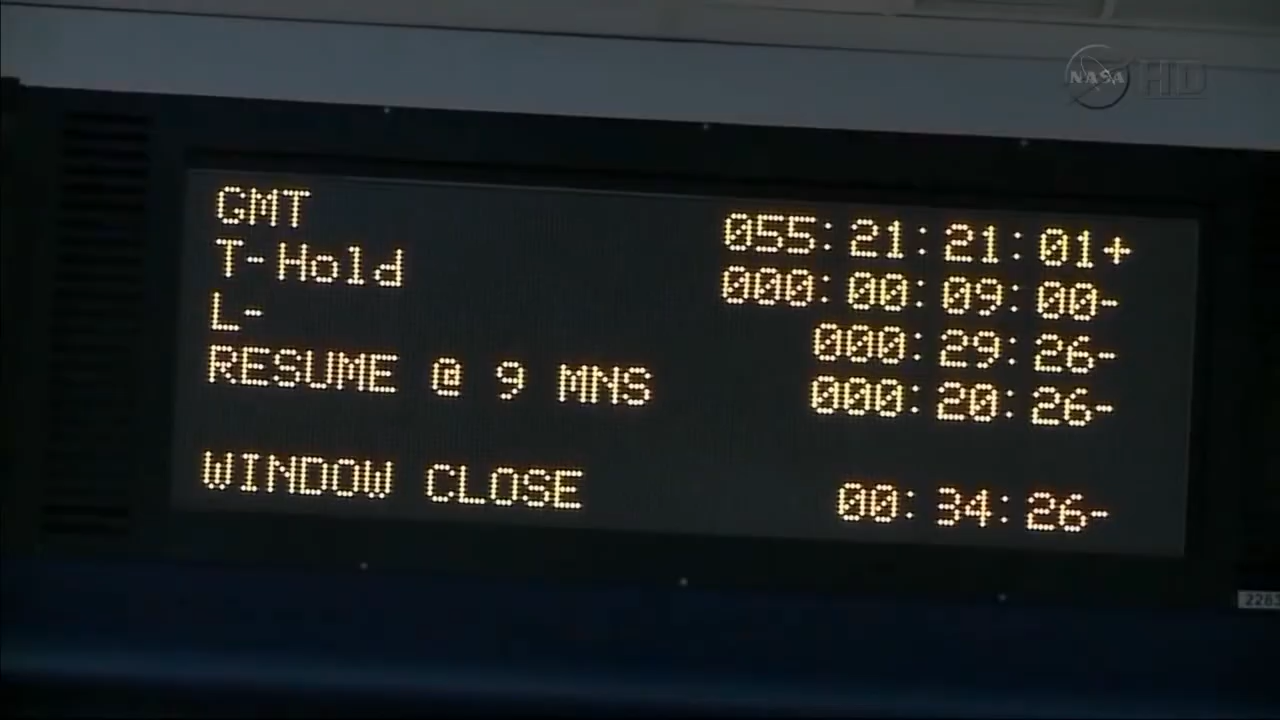 NASA HD
GMT 055:21:21:01+
T-Hold 000:00:09:00-
L- 000:29:26-
RESUME @ 9 MNS 000:20:26-
WINDOW CLOSE 00:34:26-